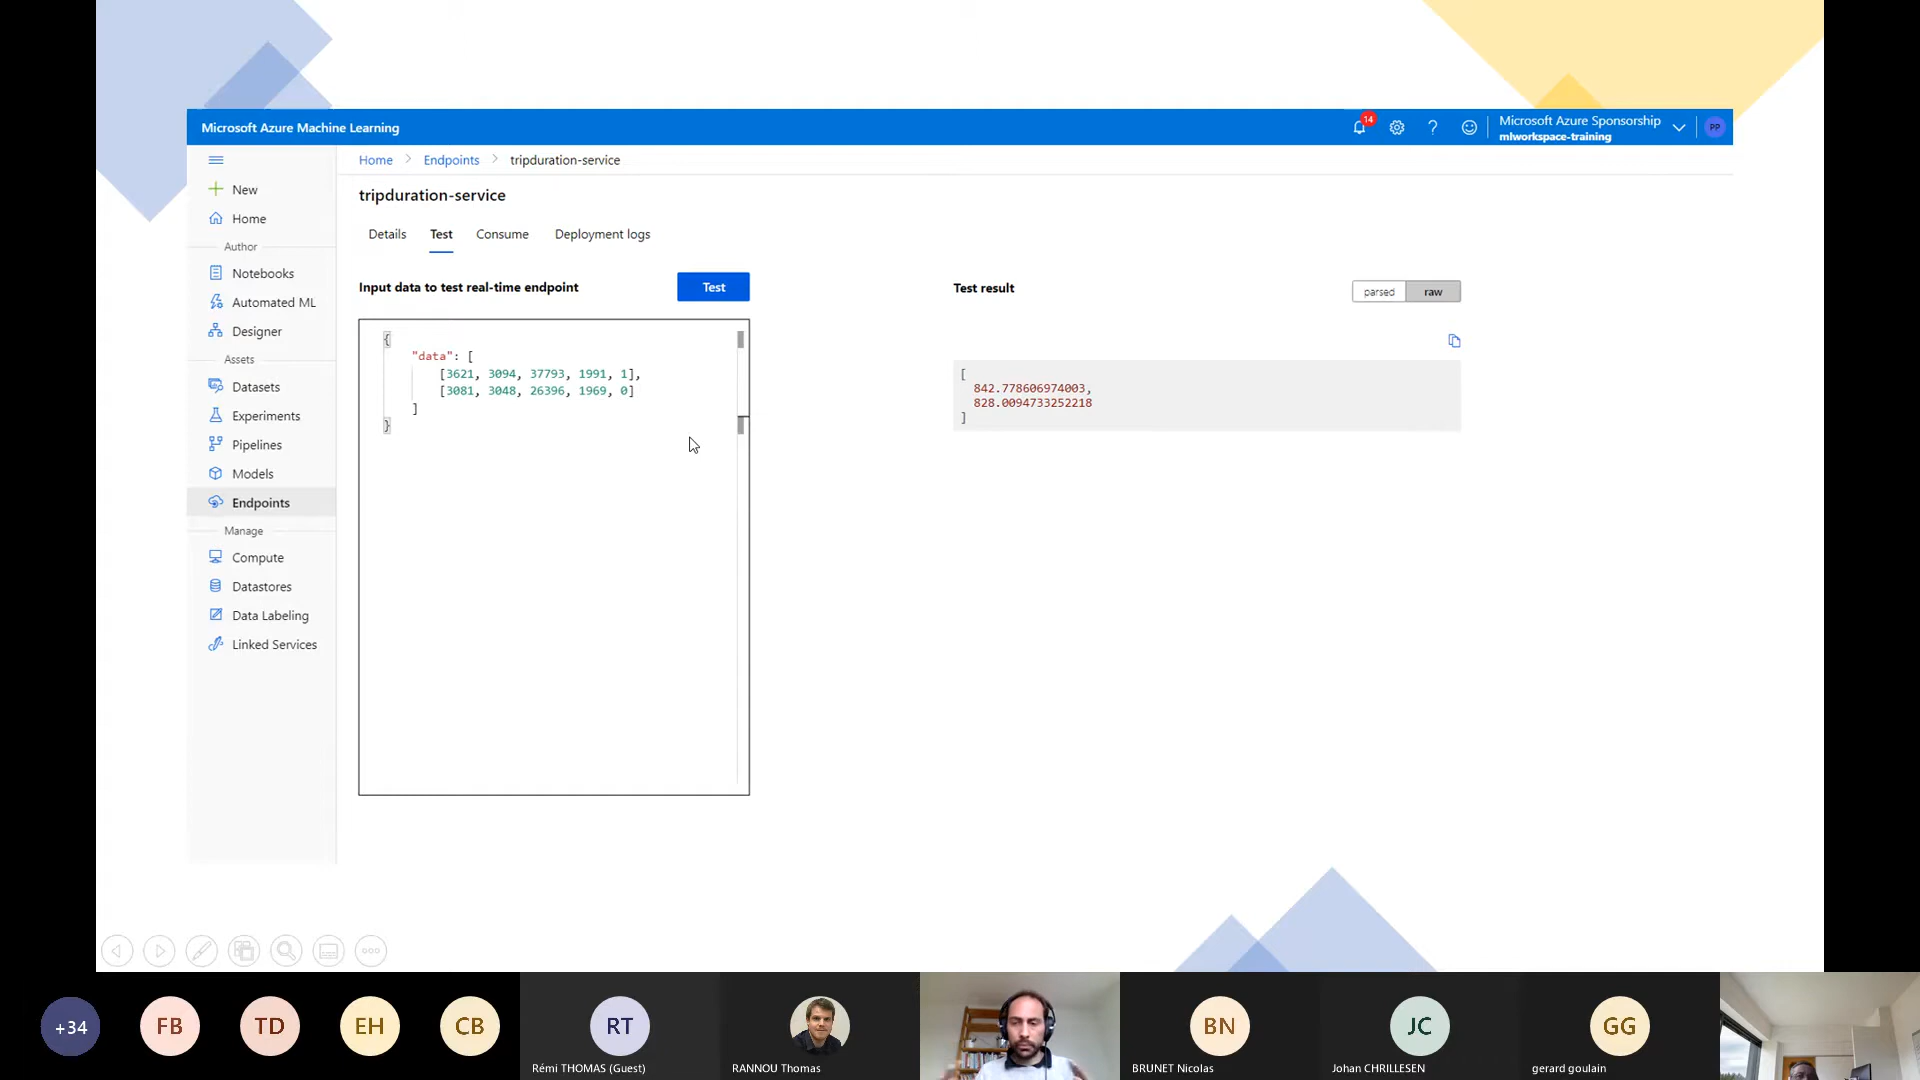 Microsoft Azure Machine Learning
14
Microsoft Azure Sponsorship
mlworkspace-training
PP
Home > Endpoints > tripduration-service
New
Home
Author
Notebooks
Automated ML
Designer
Assets
Datasets
Experiments
Pipelines
Models
Endpoints
Manage
Compute
Datastores
Data Labeling
Linked Services
tripduration-service
Details Test Consume Deployment logs
Input data to test real-time endpoint Test
{
"data": [
[3621, 3094, 37793, 1991, 1],
[3081, 3048, 26396, 1969, 0]
]
}
Test result parsed raw
[
842.778606974003,
828.0094733252218
]
+34 FB TD EH CB RT BN JC GG
Rémi THOMAS (Guest) RANNOU Thomas BRUNET Nicolas Johan CHRILLESEN gerard goulain